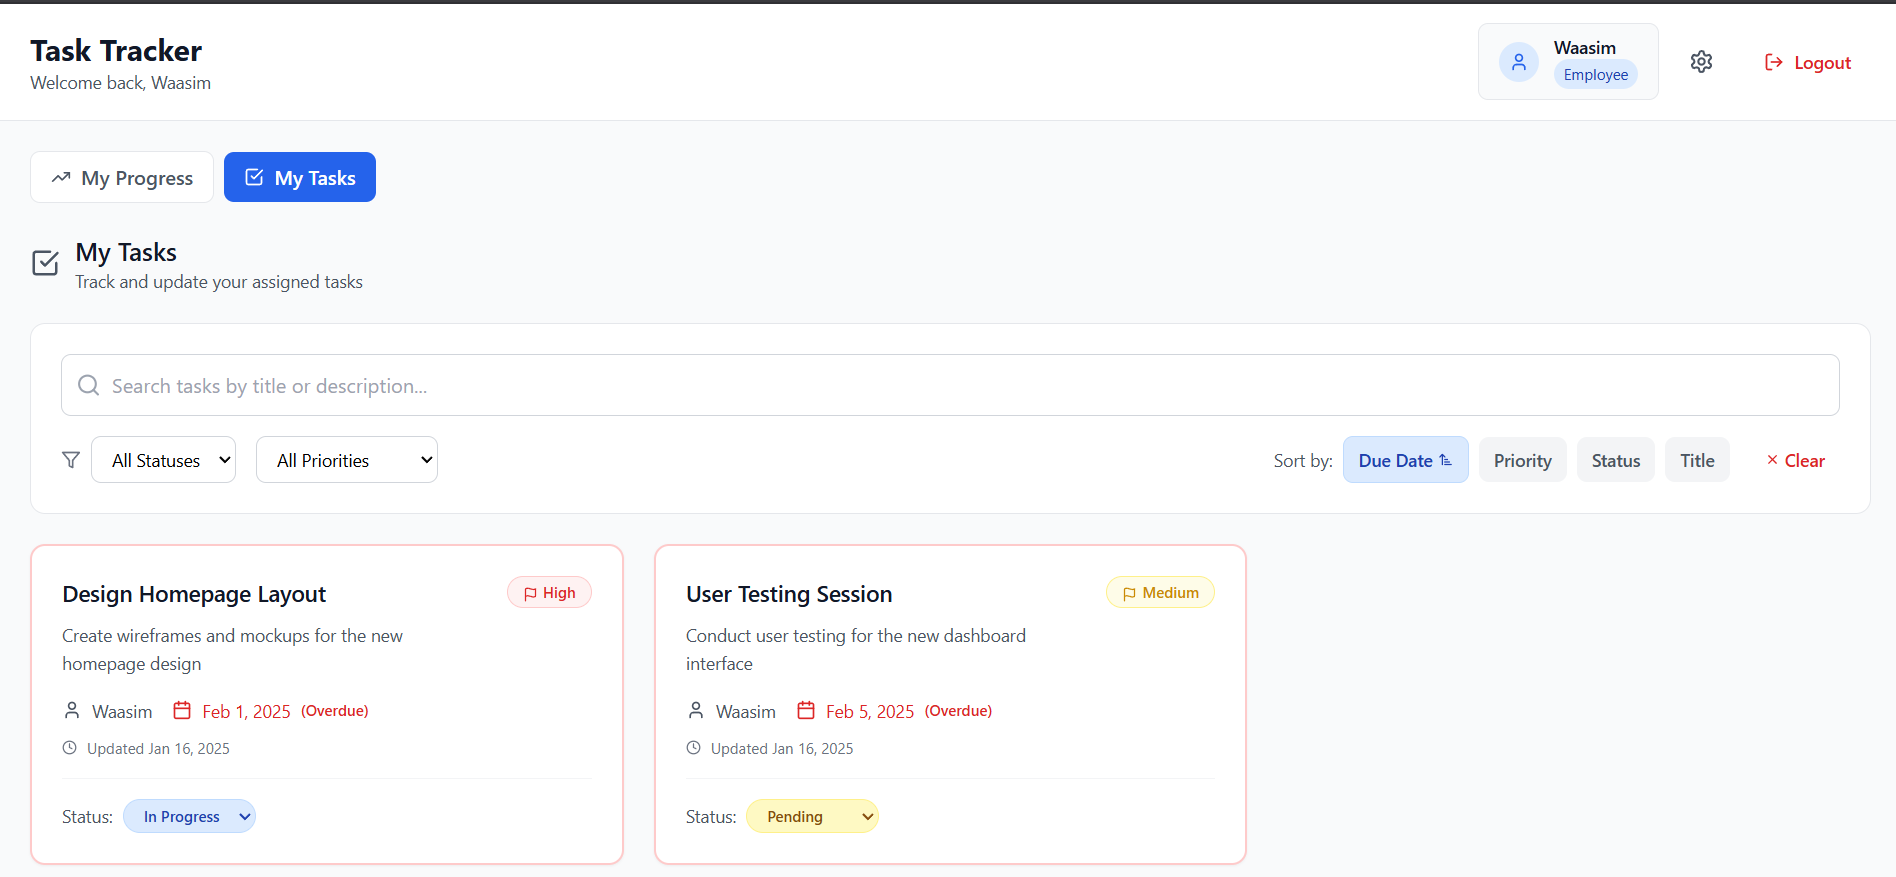 Task Tracker
Welcome back, Waasim
Waasim
Employee
Logout
My Progress
My Tasks
My Tasks
Track and update your assigned tasks
Search tasks by title or description...
All Statuses
All Priorities
Sort by:
Due Date
Priority
Status
Title
Clear
Design Homepage Layout
High
Create wireframes and mockups for the new
homepage design
Waasim
Feb 1, 2025 (Overdue)
Updated Jan 16, 2025
Status:
In Progress
User Testing Session
Medium
Conduct user testing for the new dashboard
interface
Waasim
Feb 5, 2025 (Overdue)
Updated Jan 16, 2025
Status:
Pending